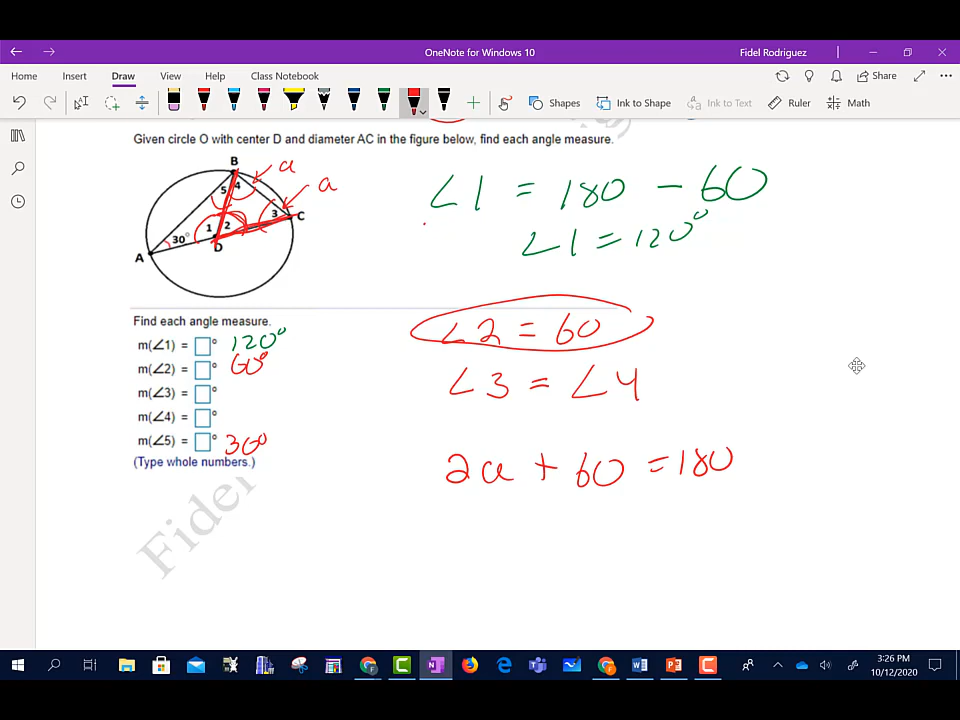 OneNote for Windows 10
Fidel Rodriguez
Home Insert Draw View Help Class Notebook
Share
Shapes
Ink to Shape
Ink to Text
Ruler
Math
Given circle O with center D and diameter AC in the figure below, find each angle measure.
B
a
5 4
a
3 C
1 2
30°
D
A
∠1 = 180 - 60
∠1 = 120°
Find each angle measure.
m(∠1) = ° 120°
m(∠2) = ° 60°
m(∠3) = °
m(∠4) = °
m(∠5) = ° 30°
(Type whole numbers.)
∠2 = 60
∠3 = ∠4
2a + 60 = 180
Fidel
3:26 PM
10/12/2020